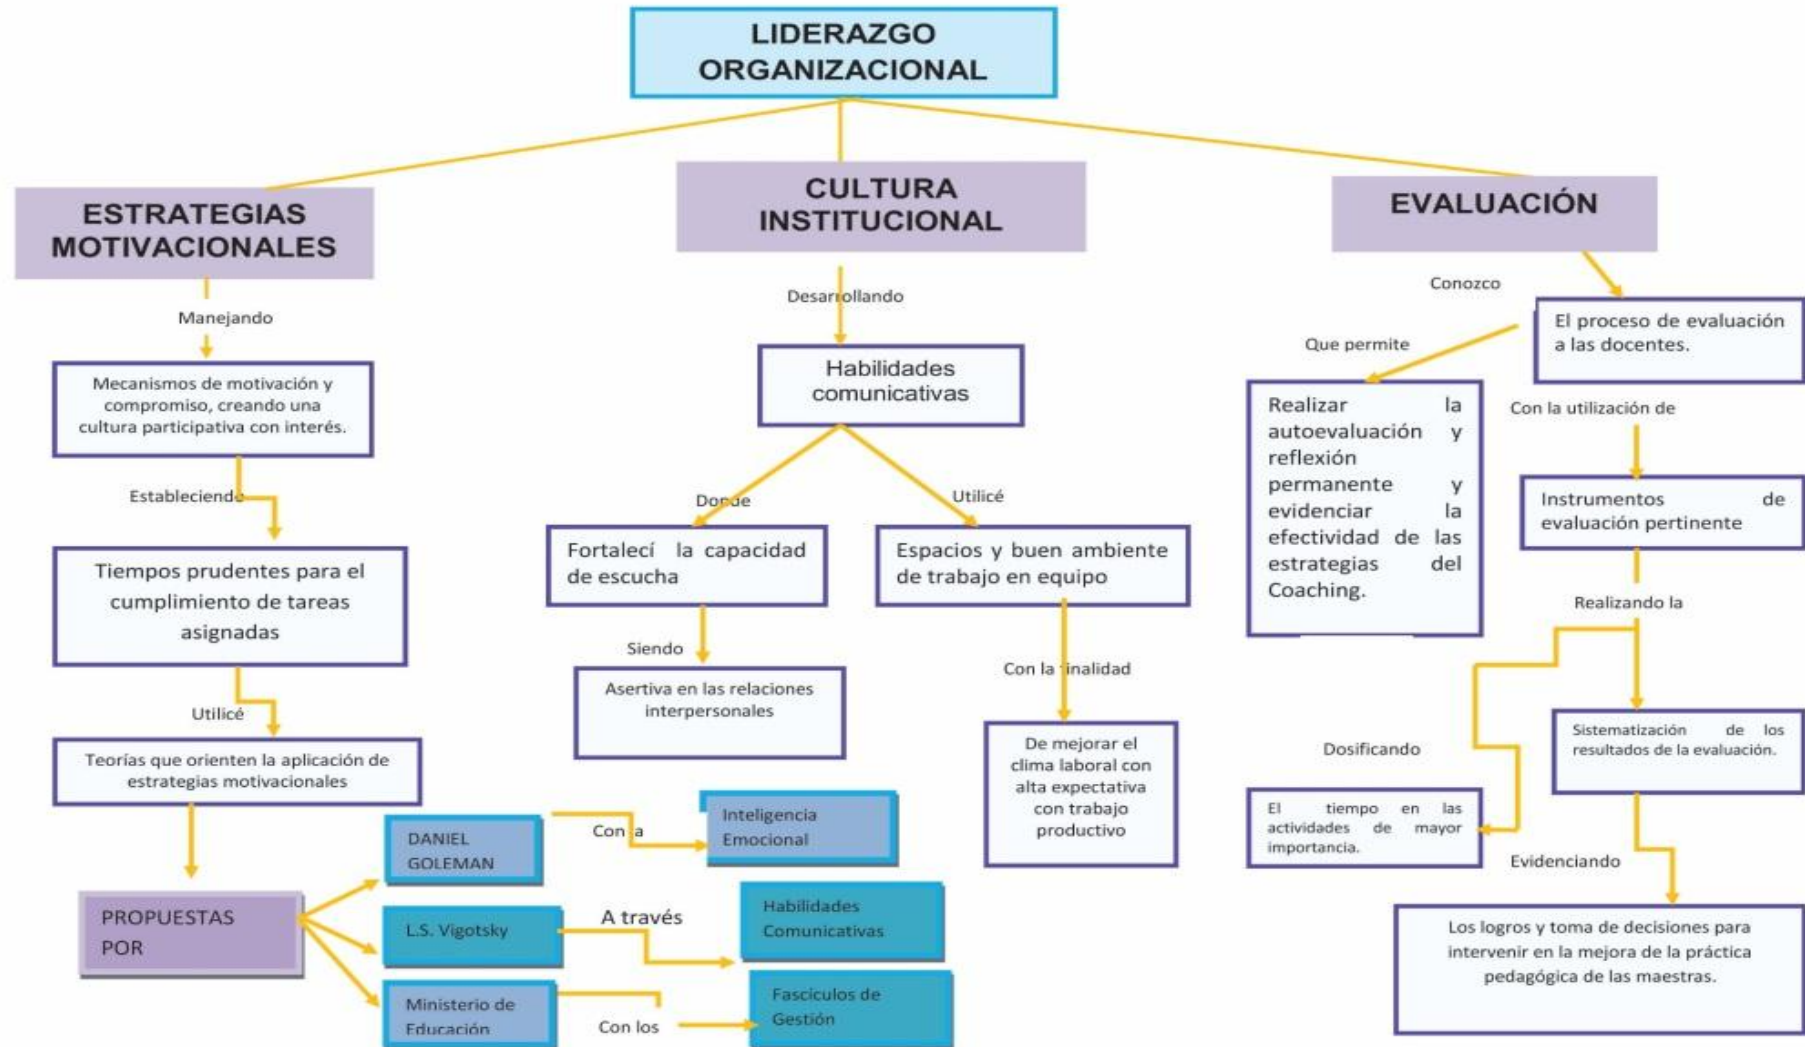 LIDERAZGO
ORGANIZACIONAL
ESTRATEGIAS
MOTIVACIONALES
Manejando
Mecanismos de motivación y
compromiso, creando una
cultura participativa con interés.
Estableciendo
Tiempos prudentes para el
cumplimiento de tareas
asignadas
Utilicé
Teorías que orienten la aplicación de
estrategias motivacionales
PROPUESTAS
POR
DANIEL
GOLEMAN
Con la
Inteligencia
Emocional
L.S. Vigotsky
A través
Habilidades
Comunicativas
Ministerio de
Educación
Con los
Fascículos de
Gestión
CULTURA
INSTITUCIONAL
Desarrollando
Habilidades
comunicativas
Donde
Fortalecí la capacidad
de escucha
Siendo
Asertiva en las relaciones
interpersonales
Utilicé
Espacios y buen ambiente
de trabajo en equipo
Con la finalidad
De mejorar el
clima laboral con
alta expectativa
con trabajo
productivo
EVALUACIÓN
Conozco
El proceso de evaluación
a las docentes.
Que permite
Realizar la
autoevaluación y
reflexión
permanente y
evidenciar la
efectividad de las
estrategias del
Coaching.
Con la utilización de
Instrumentos de
evaluación pertinente
Realizando la
Sistematización de los
resultados de la evaluación.
Dosificando
El tiempo en las
actividades de mayor
importancia.
Evidenciando
Los logros y toma de decisiones para
intervenir en la mejora de la práctica
pedagógica de las maestras.